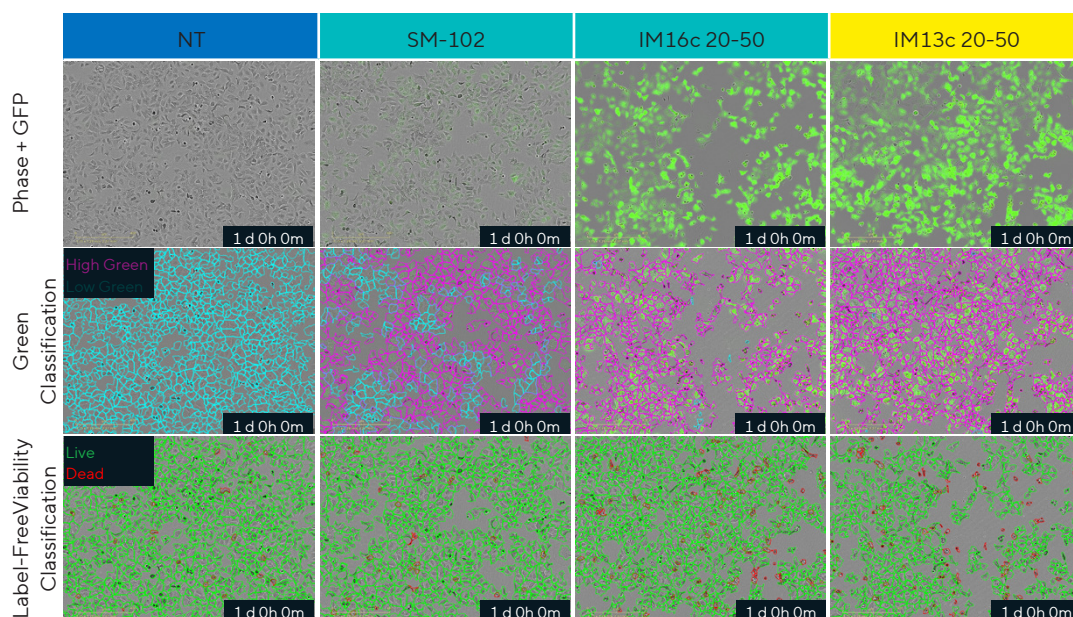 NT
SM-102
IM16c 20-50
IM13c 20-50
Phase + GFP
1 d 0h 0m
1 d 0h 0m
1 d 0h 0m
1 d 0h 0m
Green
Classification
High Green
Low Green
1 d 0h 0m
1 d 0h 0m
1 d 0h 0m
1 d 0h 0m
Label-FreeViability
Classification
Live
Dead
1 d 0h 0m
1 d 0h 0m
1 d 0h 0m
1 d 0h 0m